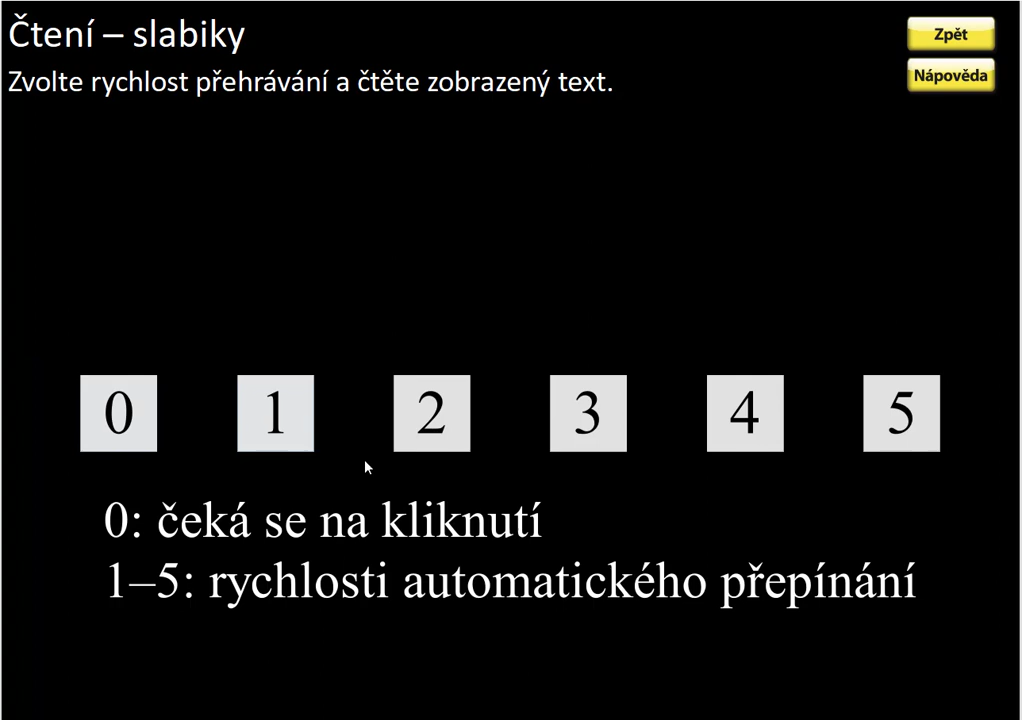 Čtení – slabiky
Zpět
Zvolte rychlost přehrávání a čtěte zobrazený text.
Nápověda
0 1 2 3 4 5
0: čeká se na kliknutí
1–5: rychlosti automatického přepínání